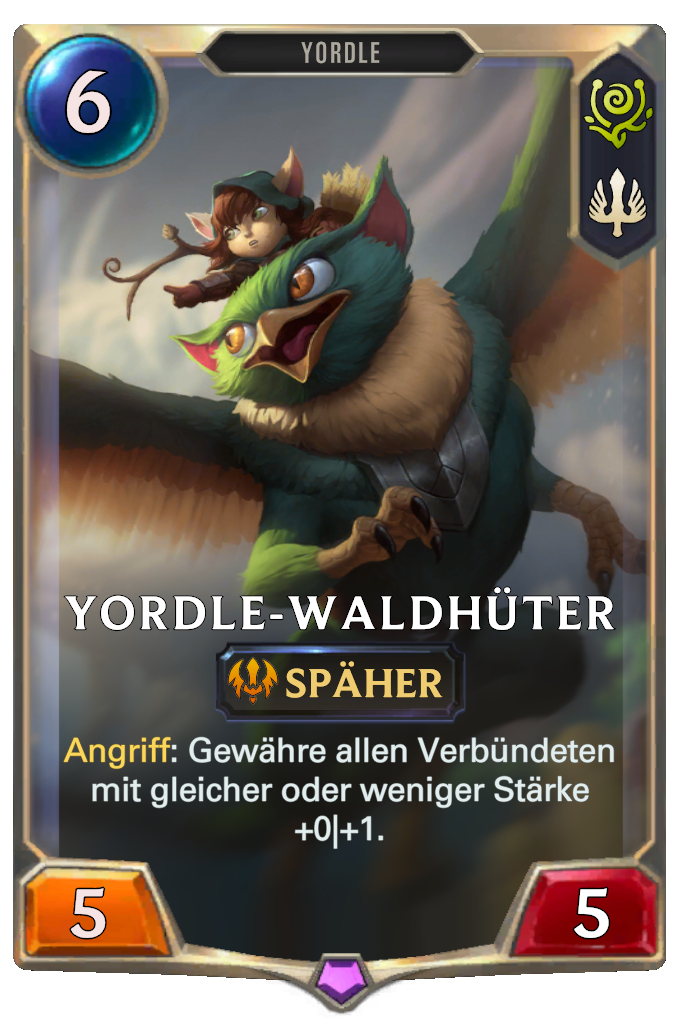 YORDLE
6
YORDLE-WALDHÜTER
SPÄHER
Angriff: Gewähre allen Verbündeten
mit gleicher oder weniger Stärke
+0|+1.
5
5